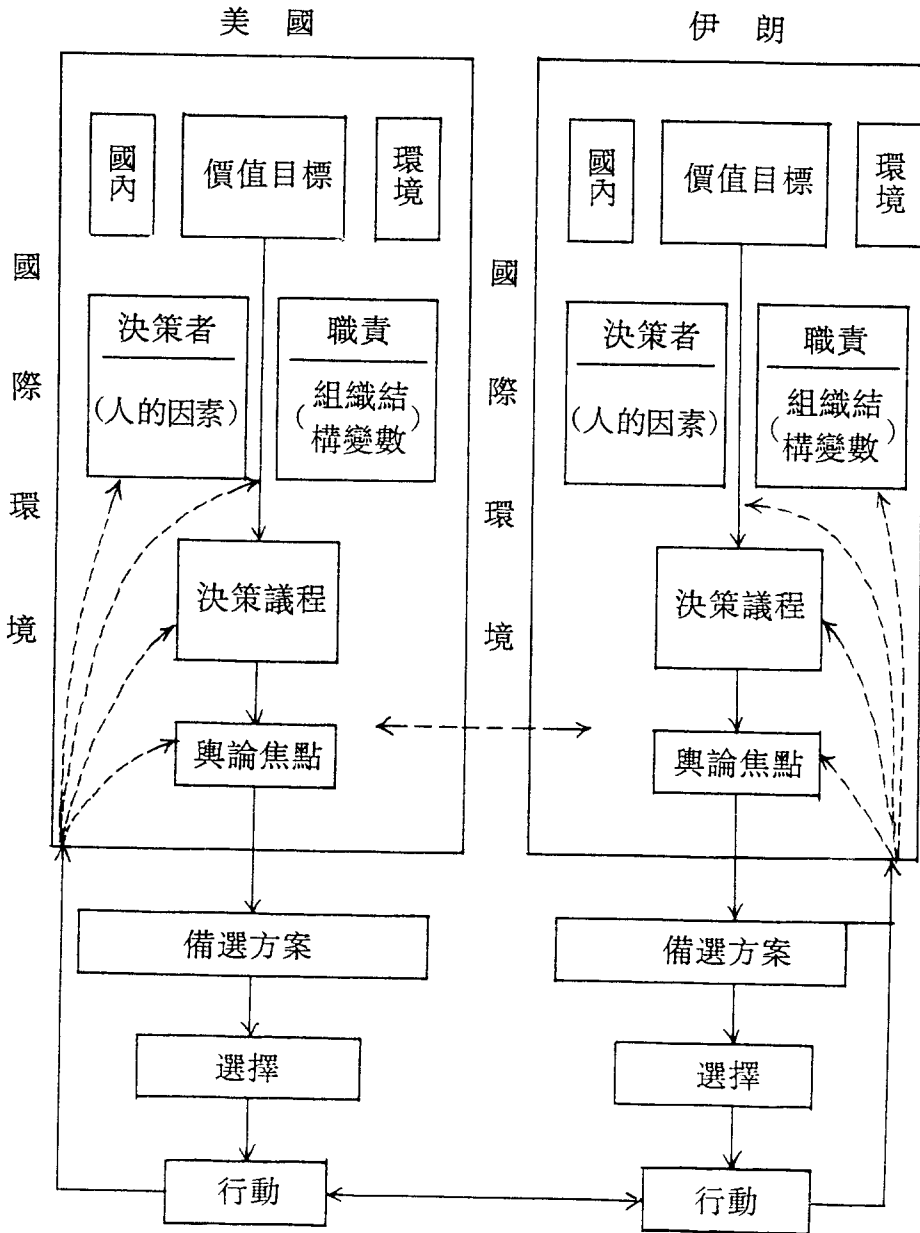 美國
國內
價值目標
環境
決策者
(人的因素)
職責
(組織結
構變數)
國際環境
決策議程
輿論焦點
備選方案
選擇
行動
伊朗
國內
價值目標
環境
決策者
(人的因素)
職責
(組織結
構變數)
國際環境
決策議程
輿論焦點
備選方案
選擇
行動